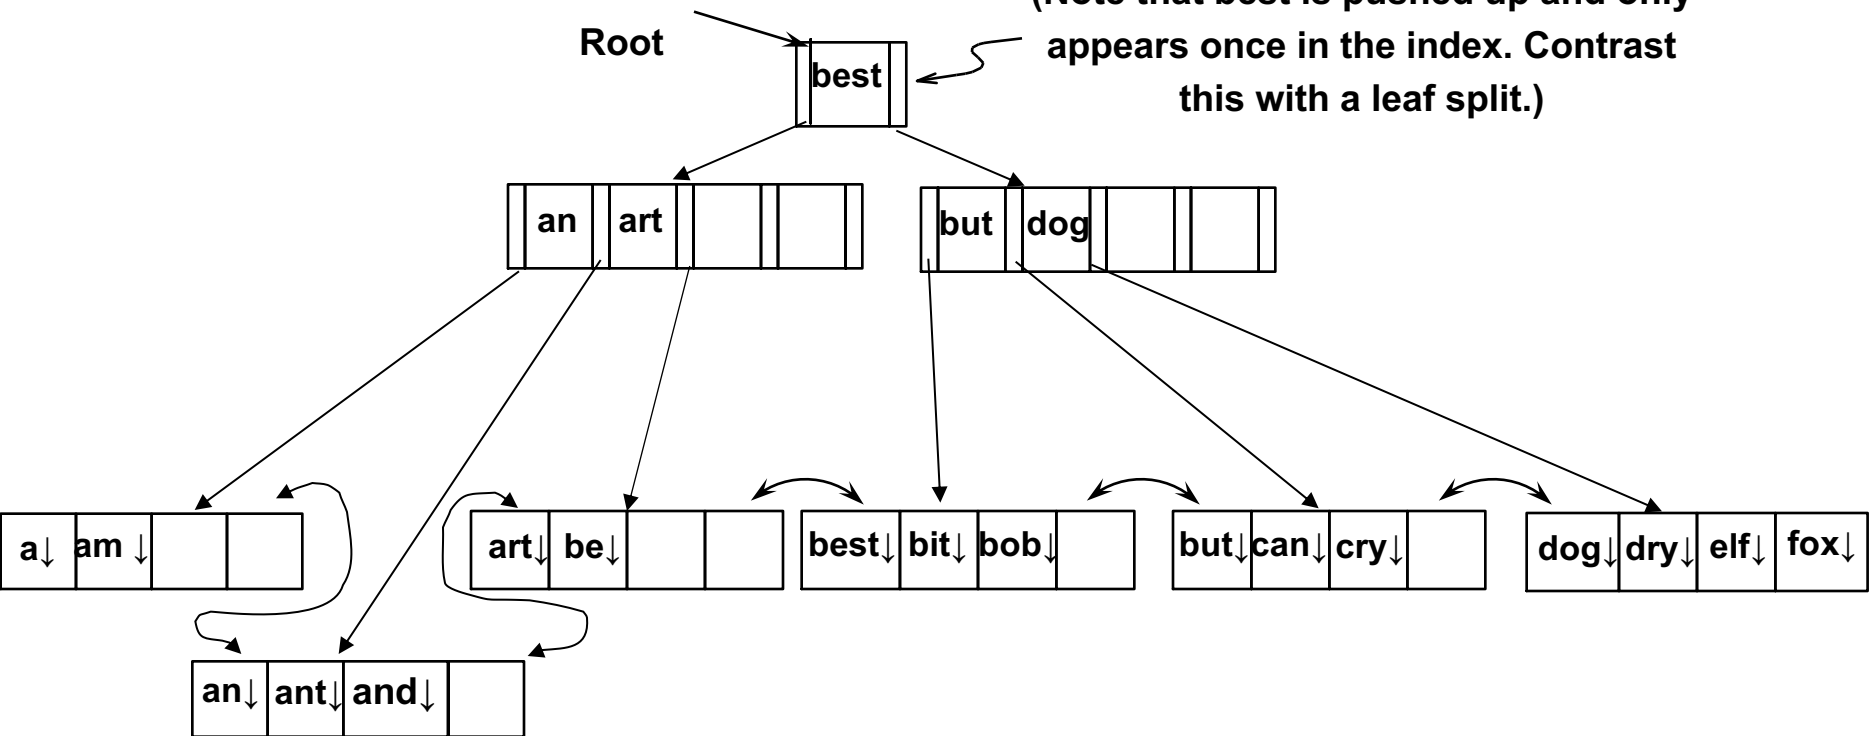 (Note that best is pushed up and only
Root
appears once in the index. Contrast
best
this with a leaf split.)
an art
but dog
a↓ am ↓
art↓ be↓
best↓ bit↓ bob↓
but↓ can↓ cry↓
dog↓ dry↓ elf↓ fox↓
an↓ ant↓ and↓